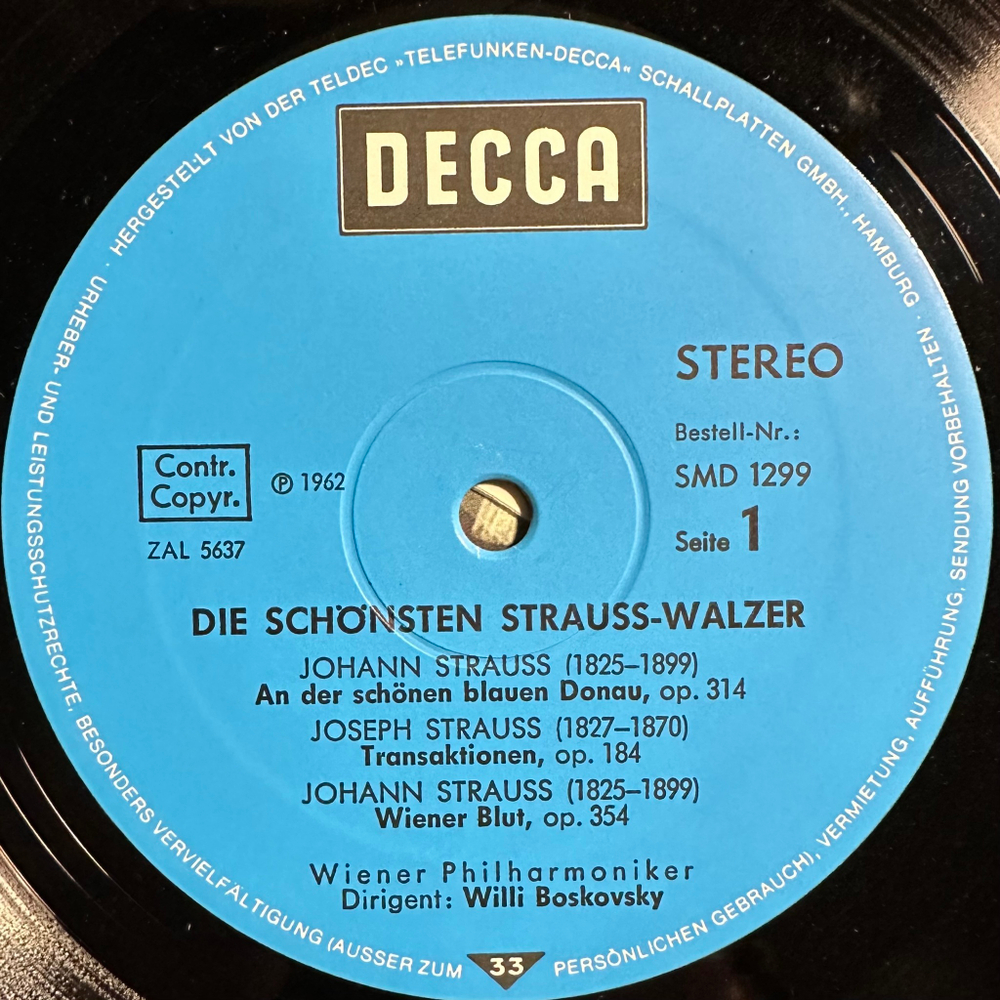 HERGESTELLT VON DER TELDEC »TELEFUNKEN-DECCA« SCHALLPLATTEN GMBH., HAMBURG · URHEBER- UND LEISTUNGSSCHUTZRECHTE, BESONDERS VERVIELFÄLTIGUNG (AUSSER ZUM PERSÖNLICHEN GEBRAUCH), VERMIETUNG, AUFFÜHRUNG, SENDUNG VORBEHALTEN ·
DECCA
STEREO
Bestell-Nr.:
SMD 1299
Seite 1
Contr.
Copyr.
℗ 1962
ZAL 5637
DIE SCHÖNSTEN STRAUSS-WALZER
JOHANN STRAUSS (1825–1899)
An der schönen blauen Donau, op. 314
JOSEPH STRAUSS (1827–1870)
Transaktionen, op. 184
JOHANN STRAUSS (1825–1899)
Wiener Blut, op. 354
Wiener Philharmoniker
Dirigent: Willi Boskovsky
33